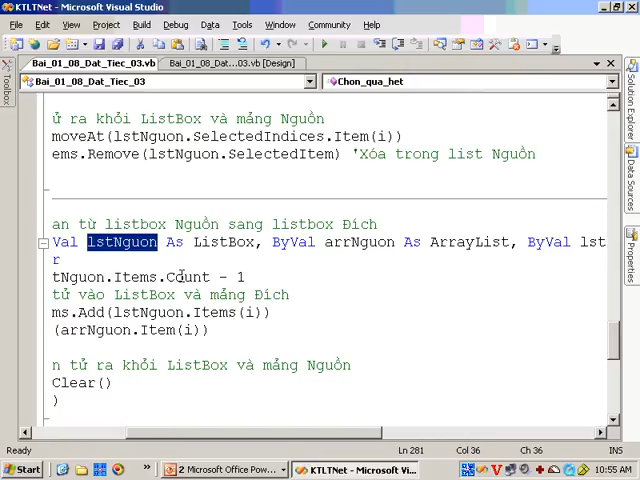 KTLTNet - Microsoft Visual Studio
File Edit View Project Build Debug Data Tools Window Community Help
Bai_01_08_Dat_Tiec_03.vb Bai_01_08_Dat...03.vb [Design]
Bai_01_08_Dat_Tiec_03 Chon_qua_het
Toolbox
Solution Explorer
Data Sources
Properties
ử ra khỏi ListBox và mảng Nguồn
moveAt(lstNguon.SelectedIndices.Item(i))
ems.Remove(lstNguon.SelectedItem) 'Xóa trong list Nguồn
an từ listbox Nguồn sang listbox Đích
Val lstNguon As ListBox, ByVal arrNguon As ArrayList, ByVal lst
r
tNguon.Items.Count - 1
tử vào ListBox và mảng Đích
ms.Add(lstNguon.Items(i))
(arrNguon.Item(i))
n tử ra khỏi ListBox và mảng Nguồn
Clear()
)
Ready Ln 281 Col 36 Ch 36 INS
Start » 2 Microsoft Office Pow... KTLTNet - Microsoft Vi... 10:55 AM